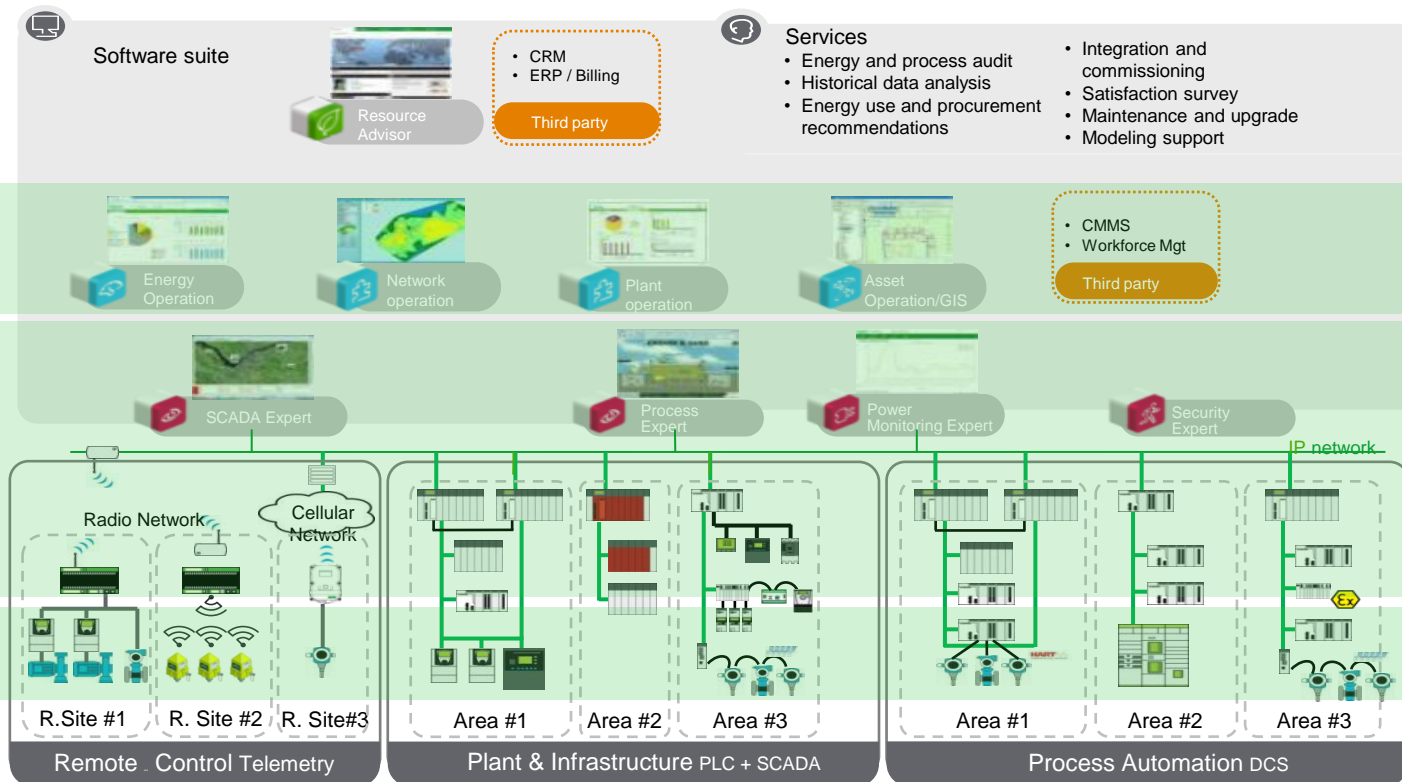 Software suite
CRM
ERP / Billing
Resource
Advisor
Third party
Services
• Energy and process audit
• Historical data analysis
• Energy use and procurement
recommendations
• Integration and
commissioning
• Satisfaction survey
• Maintenance and upgrade
• Modeling support
Energy
Operation
Network
operation
Plant
operation
Asset
Operation/GIS
• CMMS
• Workforce Mgt
Third party
SCADA Expert
Process
Expert
Power
Monitoring Expert
Security
Expert
IP network
Radio Network
Cellular
Network
Ex
HART
R.Site #1
R. Site #2
R. Site#3
Area #1
Area #2
Area #3
Area #1
Area #2
Area #3
Remote - Control Telemetry
Plant & Infrastructure PLC + SCADA
Process Automation DCS